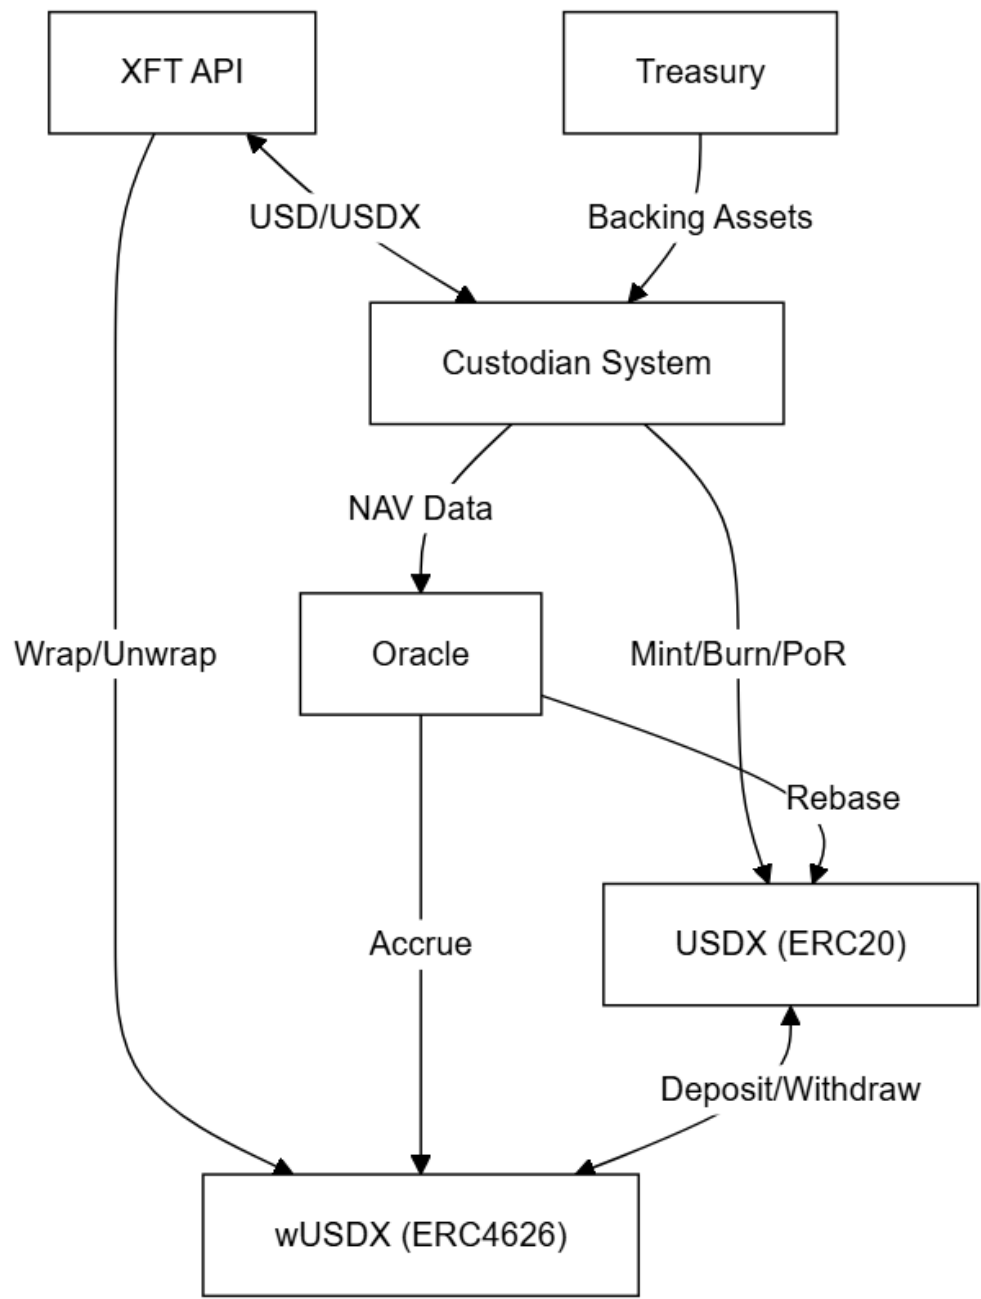 XFT API
Treasury
USD/USDX
Backing Assets
Custodian System
NAV Data
Wrap/Unwrap
Oracle
Mint/Burn/PoR
Rebase
Accrue
USDX (ERC20)
Deposit/Withdraw
wUSDX (ERC4626)